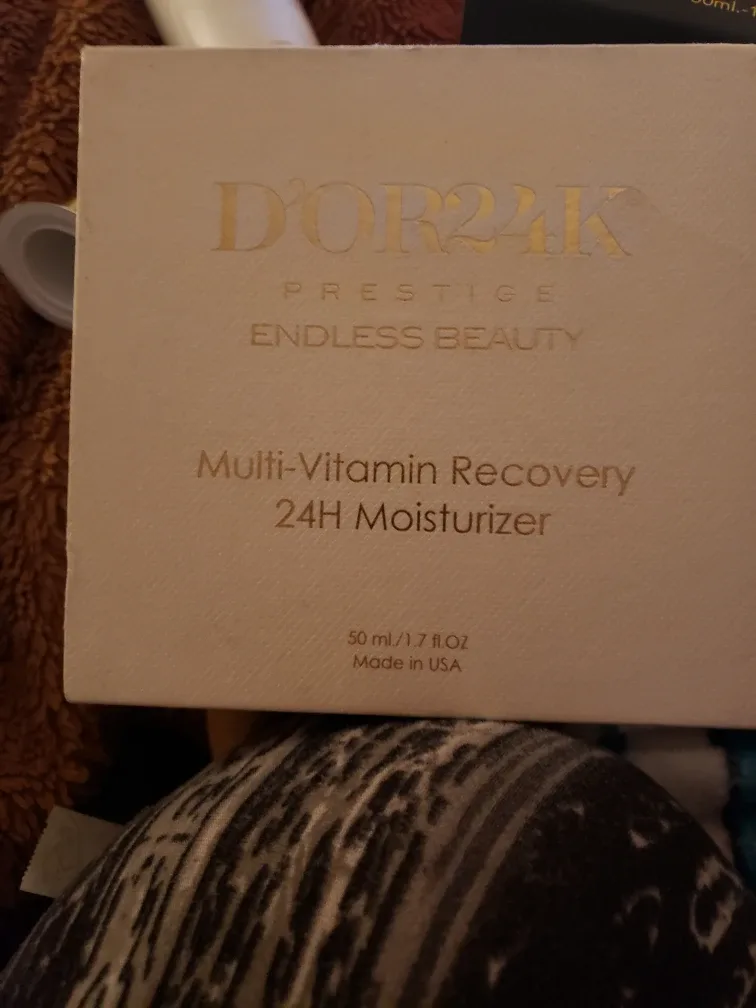 D'OR24K
PRESTIGE
ENDLESS BEAUTY
Multi-Vitamin Recovery
24H Moisturizer
50 ml./1.7 fl.OZ
Made in USA